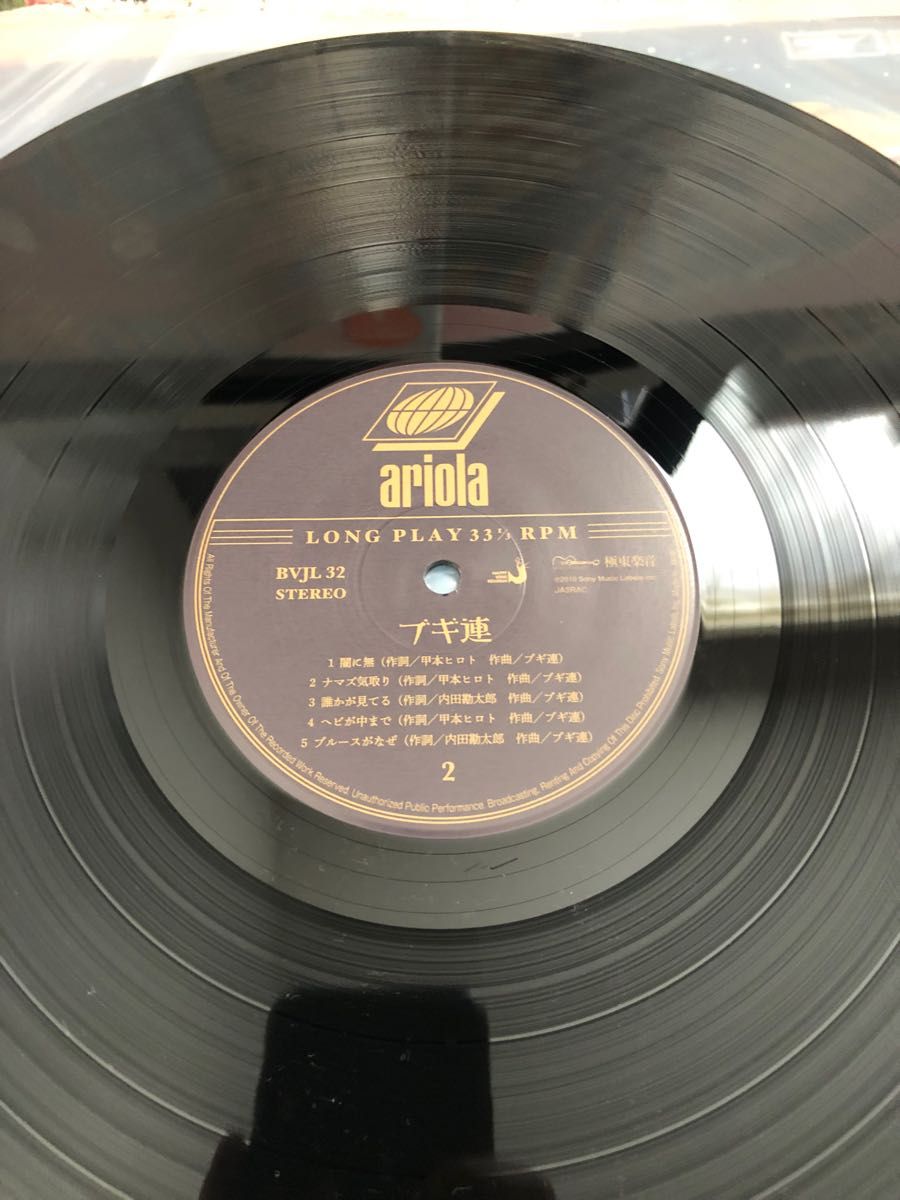 ariola
LONG PLAY 33 1/3 RPM
BVJL 32
STEREO
極東楽音
℗2019 Sony Music Labels Inc.
JASRAC
ブギ連
1 闇に無 (作詞/甲本ヒロト 作曲/ブギ連)
2 ナマズ気取り (作詞/甲本ヒロト 作曲/ブギ連)
3 誰かが見てる (作詞/内田勘太郎 作曲/ブギ連)
4 ヘビが中まで (作詞/甲本ヒロト 作曲/ブギ連)
5 ブルースがなぜ (作詞/内田勘太郎 作曲/ブギ連)
2
All Rights Of The Manufacturer And Of The Owner Of The Recorded Work Reserved. Unauthorized Public Performance. Broadcasting. Renting And Copying Of This Disc Prohibited.